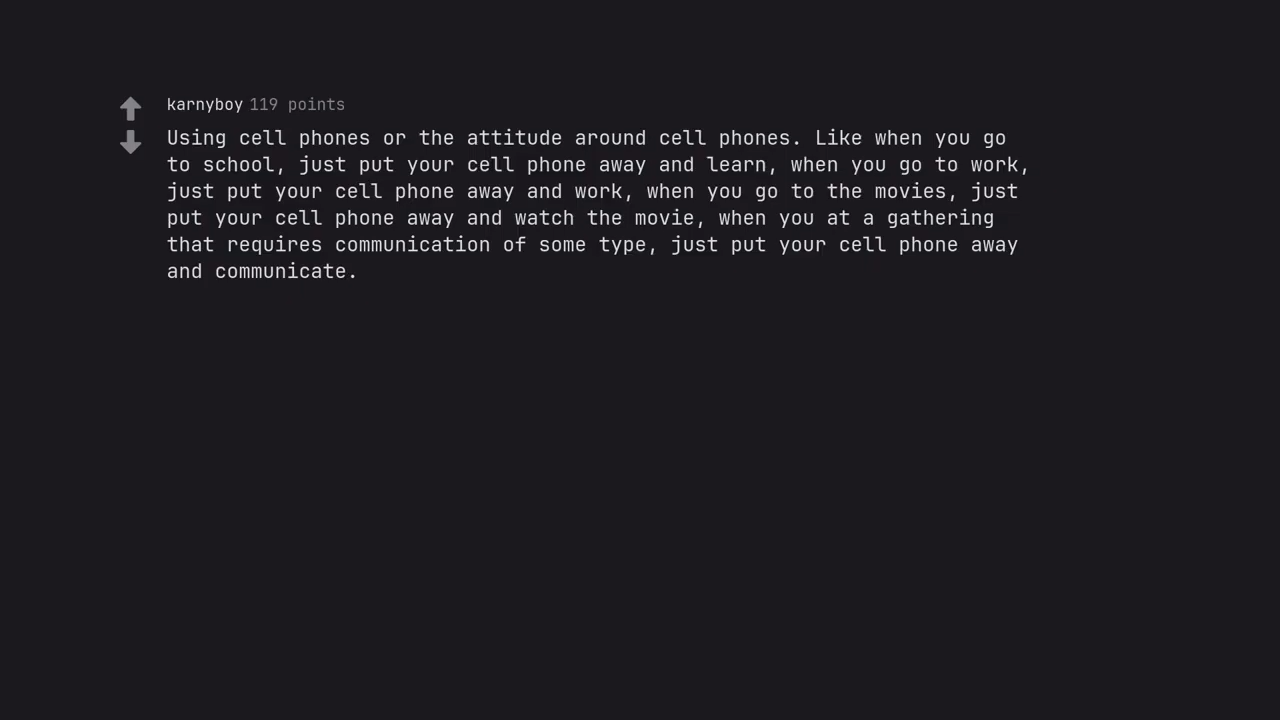 karnyboy 119 points
Using cell phones or the attitude around cell phones. Like when you go
to school, just put your cell phone away and learn, when you go to work,
just put your cell phone away and work, when you go to the movies, just
put your cell phone away and watch the movie, when you at a gathering
that requires communication of some type, just put your cell phone away
and communicate.